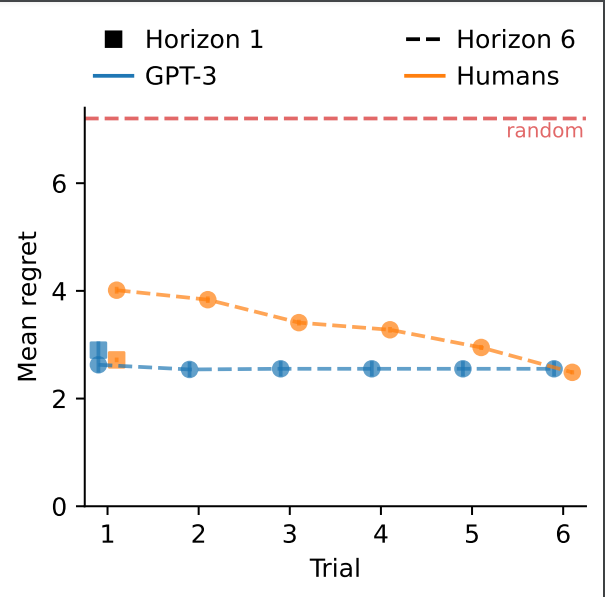 Horizon 1
Horizon 6
GPT-3
Humans
random
Mean regret
6
4
2
0
1 2 3 4 5 6
Trial